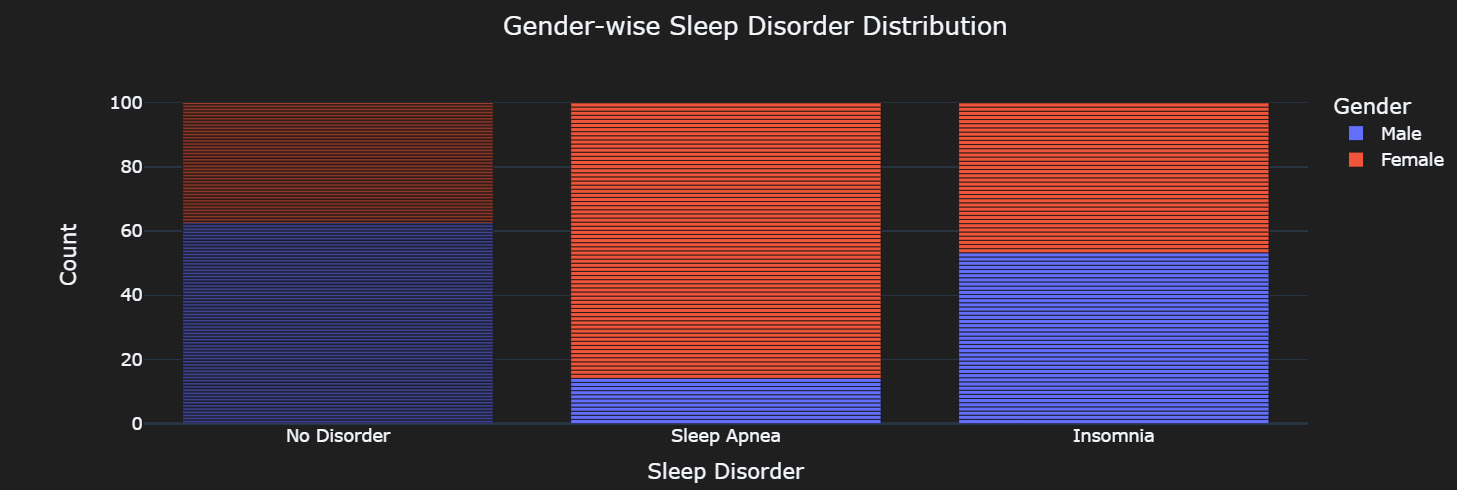 Gender-wise Sleep Disorder Distribution
Gender
Male
Female
Count
100
80
60
40
20
0
No Disorder
Sleep Apnea
Insomnia
Sleep Disorder